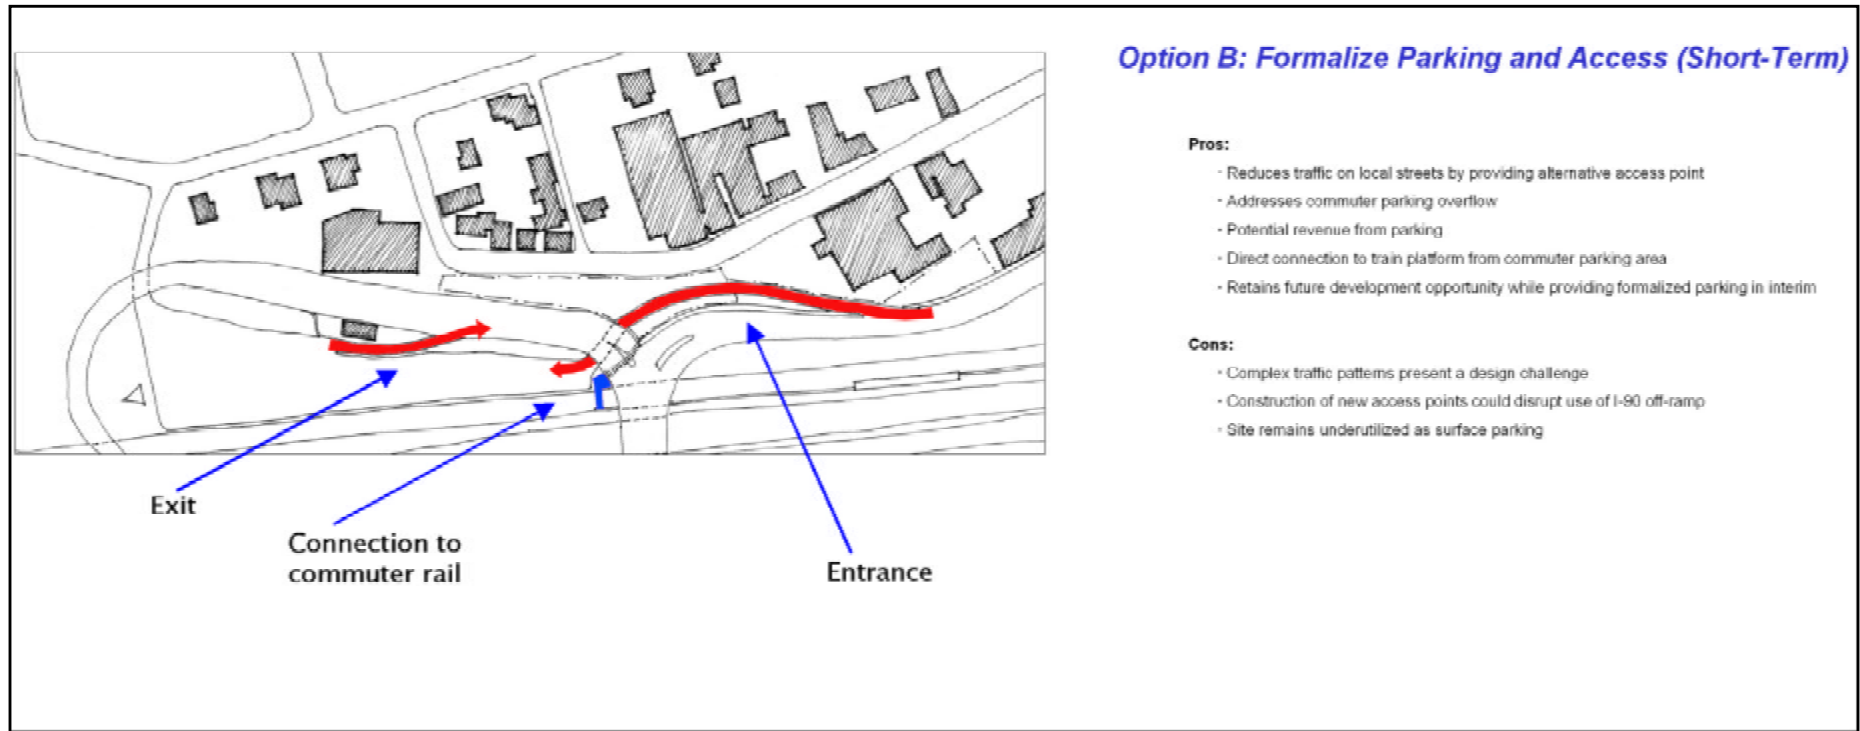 Option B: Formalize Parking and Access (Short-Term)
Pros:
- Reduces traffic on local streets by providing alternative access point
- Addresses commuter parking overflow
- Potential revenue from parking
- Direct connection to train platform from commuter parking area
- Retains future development opportunity while providing formalized parking in interim
Cons:
- Complex traffic patterns present a design challenge
- Construction of new access points could disrupt use of I-90 off-ramp
- Site remains underutilized as surface parking
Exit
Connection to
commuter rail
Entrance